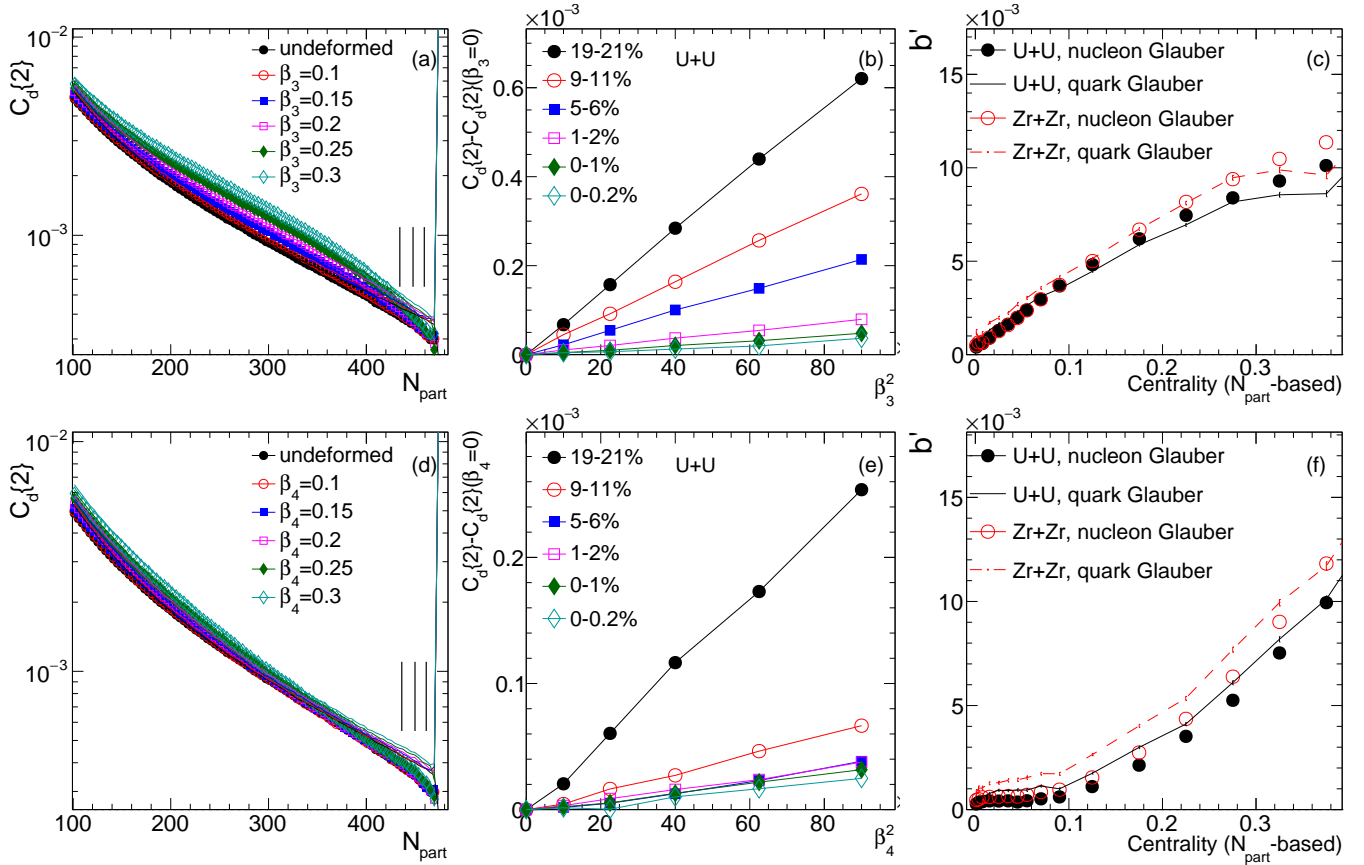 C_d{2}
10^{-2}
10^{-3}
undeformed
β_3=0.1
β_3=0.15
β_3=0.2
β_3=0.25
β_3=0.3
(a)
100 200 300 400
N_part
×10^{-3}
C_d{2}-C_d{2}(β_3=0)
0.6
0.4
0.2
0
19-21%
9-11%
5-6%
1-2%
0-1%
0-0.2%
U+U
(b)
0 20 40 60 80
β_3^2
×10^{-3}
b'
15
10
5
0
U+U, nucleon Glauber
U+U, quark Glauber
Zr+Zr, nucleon Glauber
Zr+Zr, quark Glauber
(c)
0 0.1 0.2 0.3
Centrality (N_part-based)
C_d{2}
10^{-2}
10^{-3}
undeformed
β_4=0.1
β_4=0.15
β_4=0.2
β_4=0.25
β_4=0.3
(d)
100 200 300 400
N_part
×10^{-3}
C_d{2}-C_d{2}(β_4=0)
0.2
0.1
0
19-21%
9-11%
5-6%
1-2%
0-1%
0-0.2%
U+U
(e)
0 20 40 60 80
β_4^2
×10^{-3}
b'
15
10
5
0
U+U, nucleon Glauber
U+U, quark Glauber
Zr+Zr, nucleon Glauber
Zr+Zr, quark Glauber
(f)
0 0.1 0.2 0.3
Centrality (N_part-based)